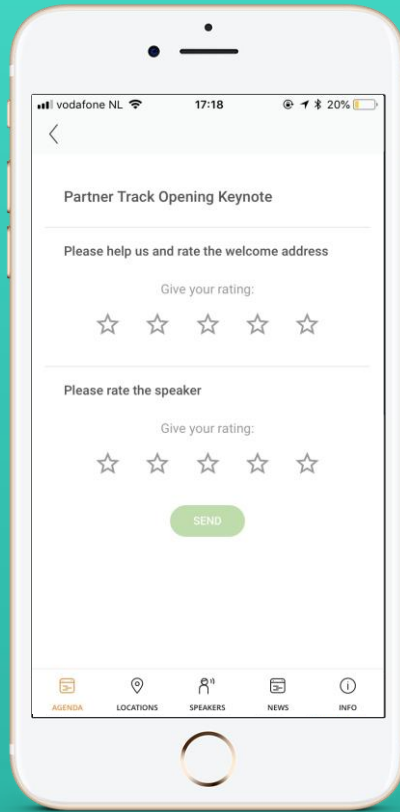 vodafone NL 17:18 20%
Partner Track Opening Keynote
Please help us and rate the welcome address
Give your rating:
Please rate the speaker
Give your rating:
SEND
AGENDA LOCATIONS SPEAKERS NEWS INFO